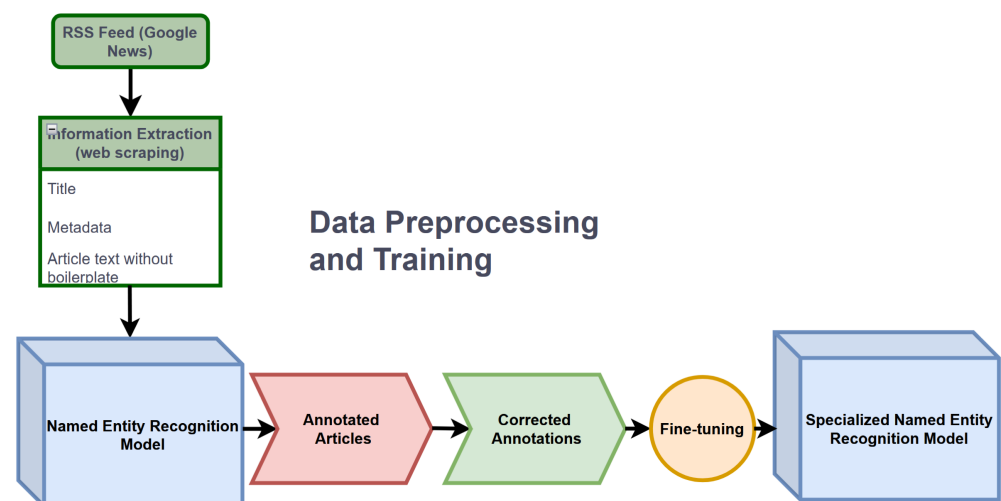 RSS Feed (Google
News)
Information Extraction
(web scraping)
Title
Metadata
Article text without
boilerplate
Data Preprocessing
and Training
Named Entity Recognition
Model
Annotated
Articles
Corrected
Annotations
Fine-tuning
Specialized Named Entity
Recognition Model